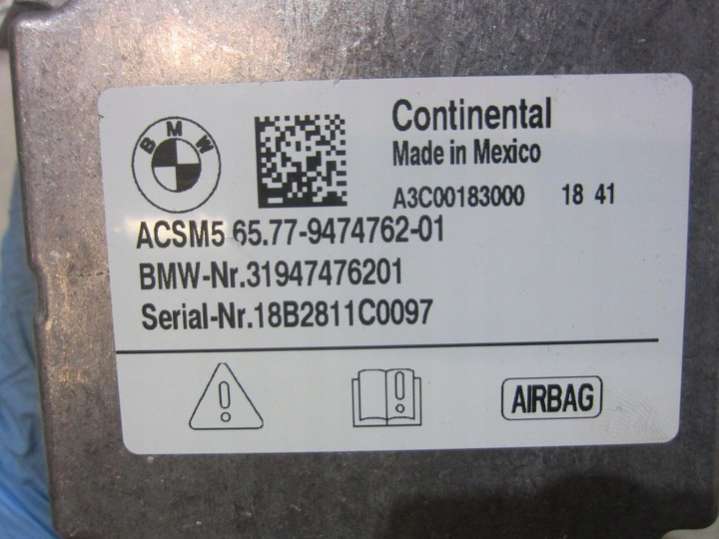 BMW
Continental
Made in Mexico
A3C00183000 18 41
ACSM5 65.77-9474762-01
BMW-Nr.31947476201
Serial-Nr.18B2811C0097
AIRBAG